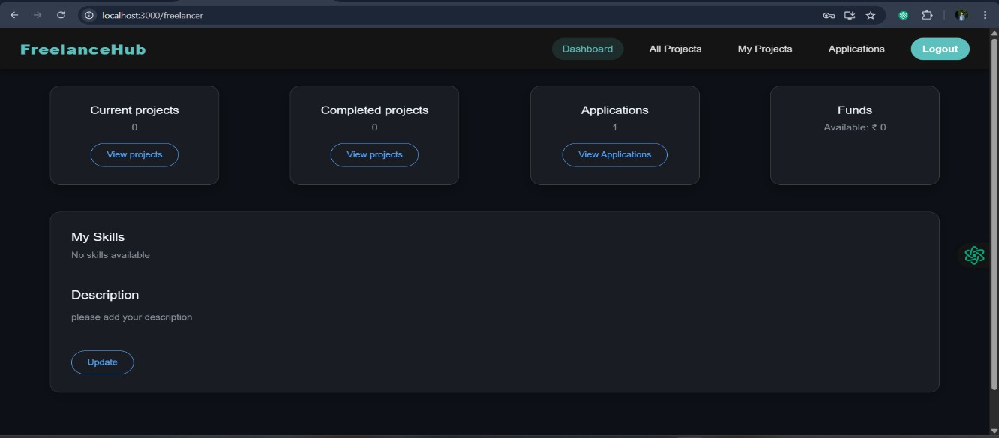 localhost:3000/freelancer
FreelanceHub
Dashboard
All Projects
My Projects
Applications
Logout
Current projects
0
View projects
Completed projects
0
View projects
Applications
1
View Applications
Funds
Available: ₹ 0
My Skills
No skills available
Description
please add your description
Update